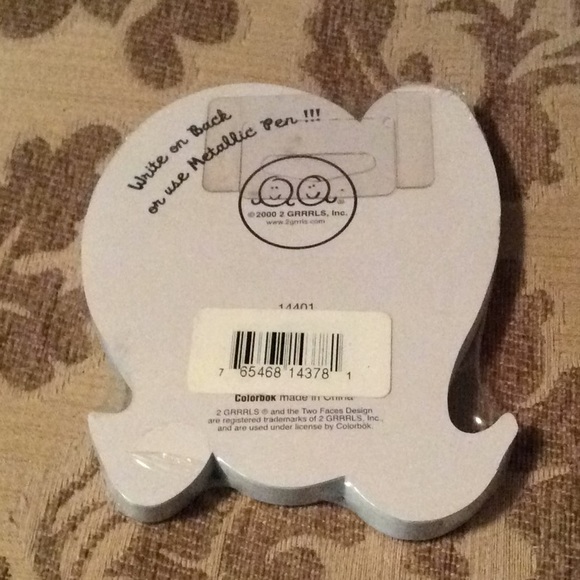 Write on Back
or use Metallic Pen !!!
©2000 2 GRRRLS, Inc.
www.2grrls.com
14401
7 65468 14378 1
Colorbök made in China
2 GRRRLS ® and the Two Faces Design
are registered trademarks of 2 GRRRLS, Inc.,
and are used under license by Colorbök.